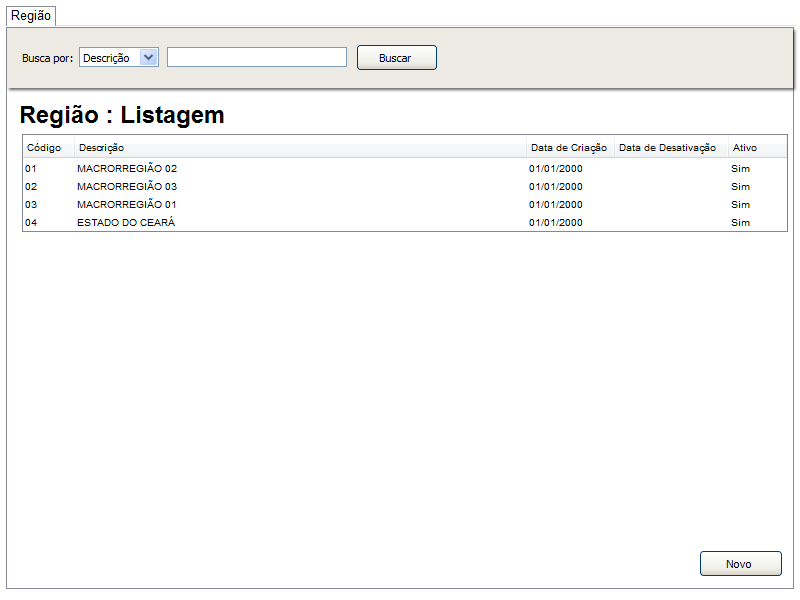 Região
Busca por: Descrição Buscar
Região : Listagem
Código Descrição Data de Criação Data de Desativação Ativo
01 MACRORREGIÃO 02 01/01/2000 Sim
02 MACRORREGIÃO 03 01/01/2000 Sim
03 MACRORREGIÃO 01 01/01/2000 Sim
04 ESTADO DO CEARÁ 01/01/2000 Sim
Novo